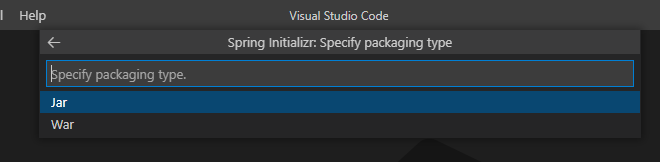 Help Visual Studio Code
Spring Initializr: Specify packaging type
Specify packaging type.
Jar
War